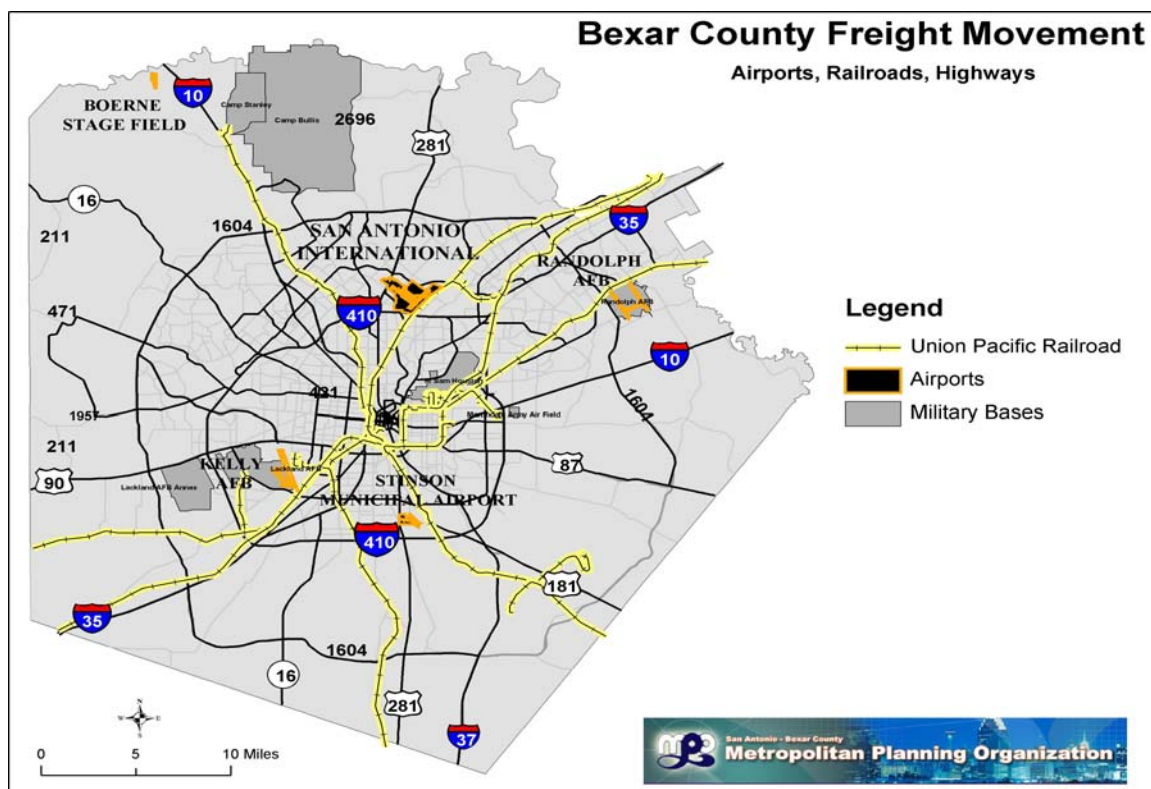 Bexar County Freight Movement
Airports, Railroads, Highways
BOERNE
STAGE FIELD
10
Camp Stanley
Camp Bullis
2696
281
16
211
1604
SAN ANTONIO
INTERNATIONAL
35
RANDOLPH
AFB
Randolph AFB
471
410
10
Legend
Union Pacific Railroad
Airports
Military Bases
421
Sam Houston
1604
1957
Army Air Field
211
90
KELLY
AFB
Lackland AFB
Lackland AFB Annex
87
STINSON
MUNICIPAL AIRPORT
410
181
35
1604
16
281
37
N
W
E
S
0
5
10 Miles
mpo
San Antonio - Bexar County
Metropolitan Planning Organization